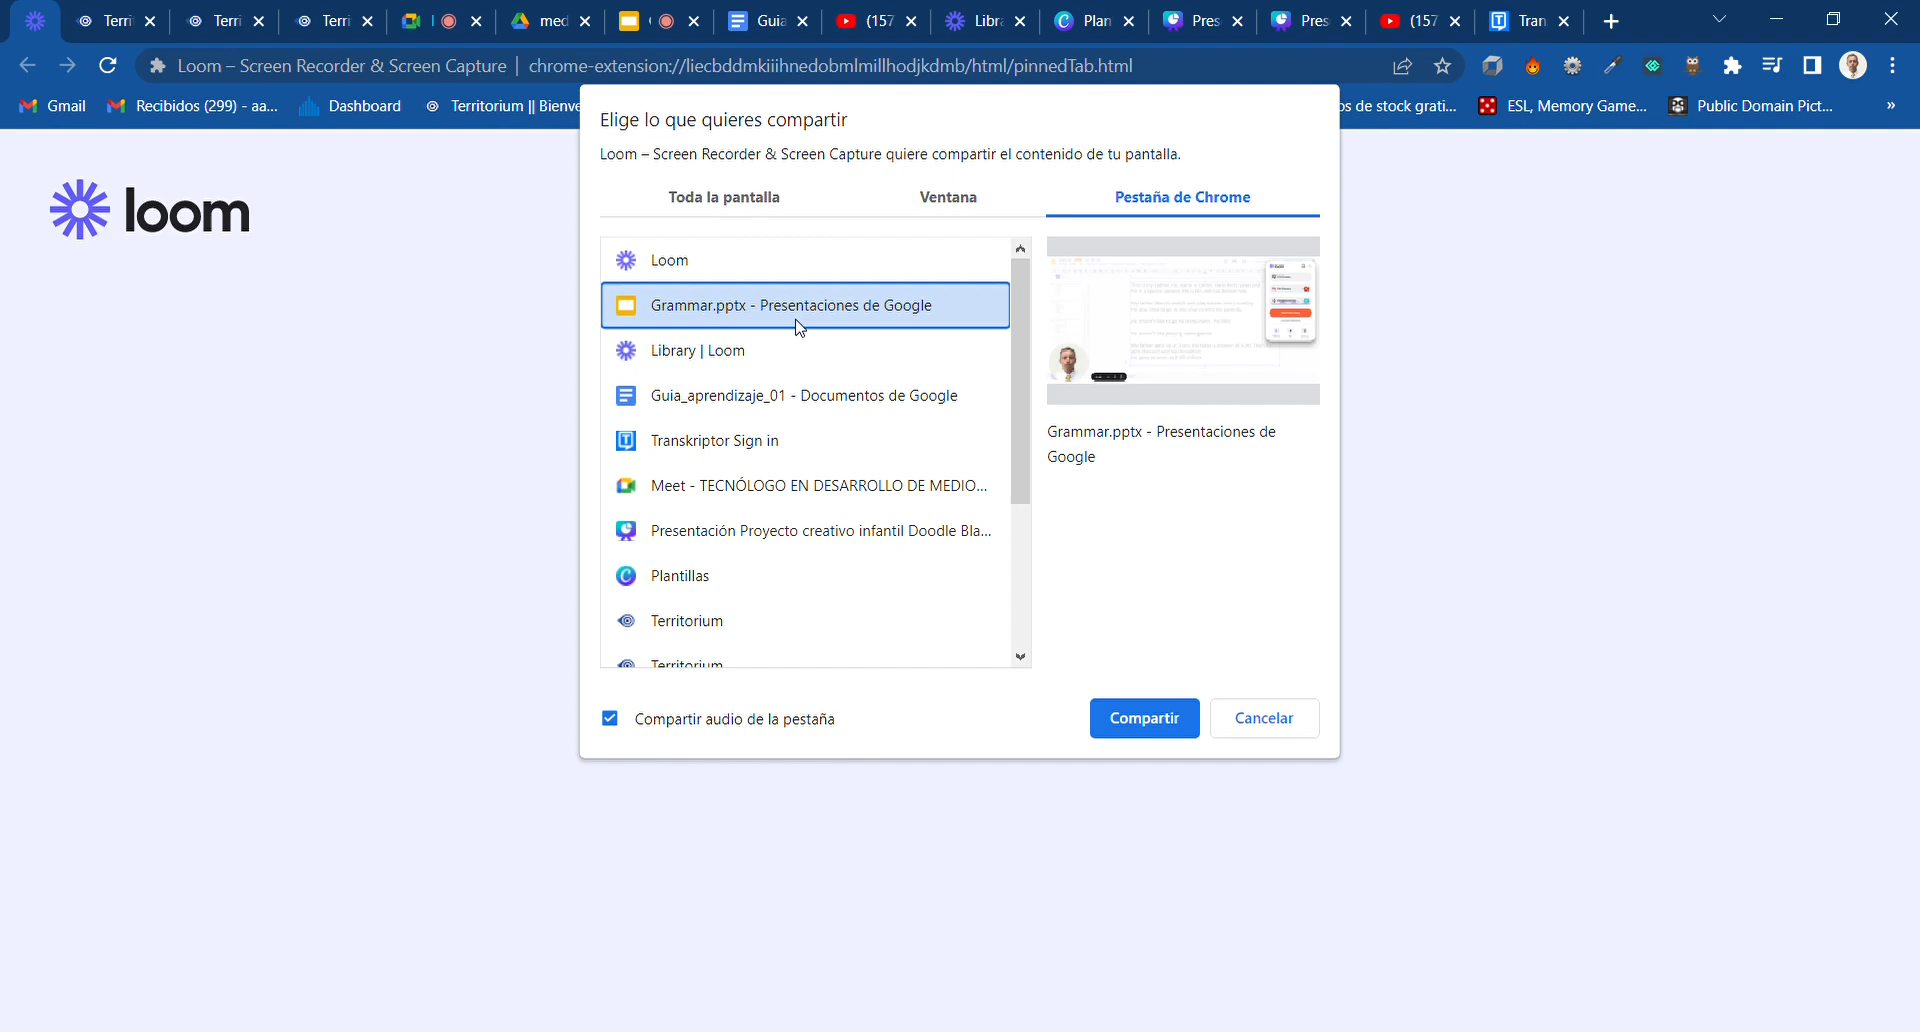 Terri
Terri
Terri
med
Guia
(157
Libra
Plan
Pres
Pres
(157
Tran
Loom – Screen Recorder & Screen Capture | chrome-extension://liecbddmkiiihnedobmlmillhodjkdmb/html/pinnedTab.html
Gmail
Recibidos (299) - aa...
Dashboard
Territorium || Bienve
os de stock grati...
ESL, Memory Game...
Public Domain Pict...
»
loom
Elige lo que quieres compartir
Loom – Screen Recorder & Screen Capture quiere compartir el contenido de tu pantalla.
Toda la pantalla
Ventana
Pestaña de Chrome
Loom
Grammar.pptx - Presentaciones de Google
Library | Loom
Guia_aprendizaje_01 - Documentos de Google
Transkriptor Sign in
Meet - TECNÓLOGO EN DESARROLLO DE MEDIO...
Presentación Proyecto creativo infantil Doodle Bla...
Plantillas
Territorium
Territorium
Grammar.pptx - Presentaciones de
Google
Compartir audio de la pestaña
Compartir
Cancelar